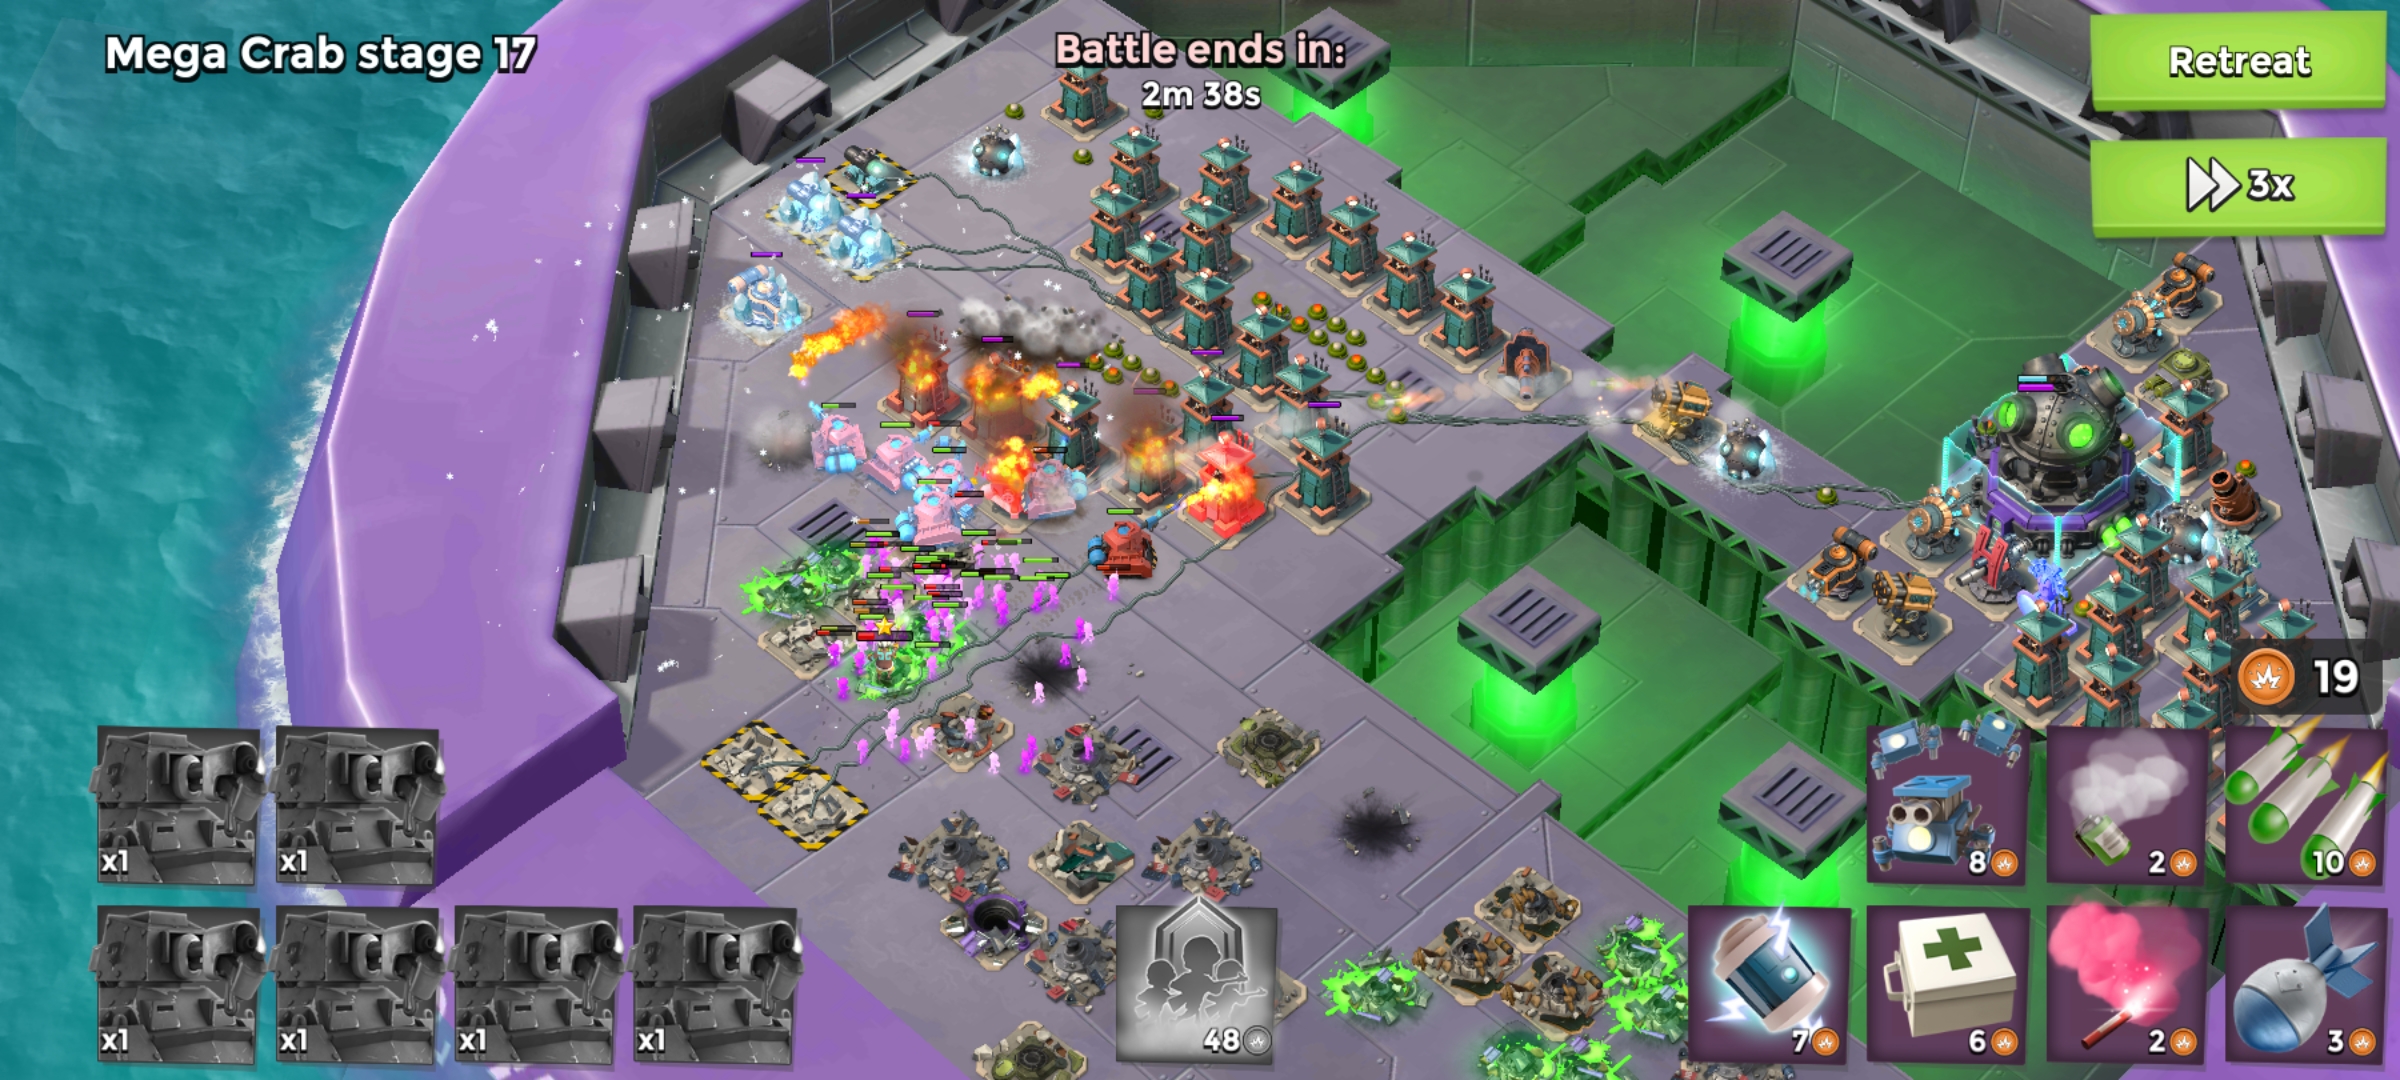 Mega Crab stage 17
Battle ends in:
2m 38s
Retreat
3x
19
8
2
10
x1
x1
x1
x1
x1
x1
48
7
6
2
3